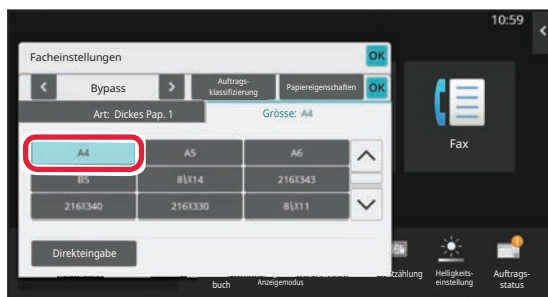 10:59
Facheinstellungen
OK
Bypass
Auftrags-
klassifizierung
Papiereigenschaften
OK
Art: Dickes Pap. 1
Grösse: A4
A4
A5
A6
B5
8½X14
216X343
216X340
216X330
8½X11
Direkteingabe
Fax
buch
Anzeigemodus
zählung
Helligkeits-
einstellung
Auftrags-
status